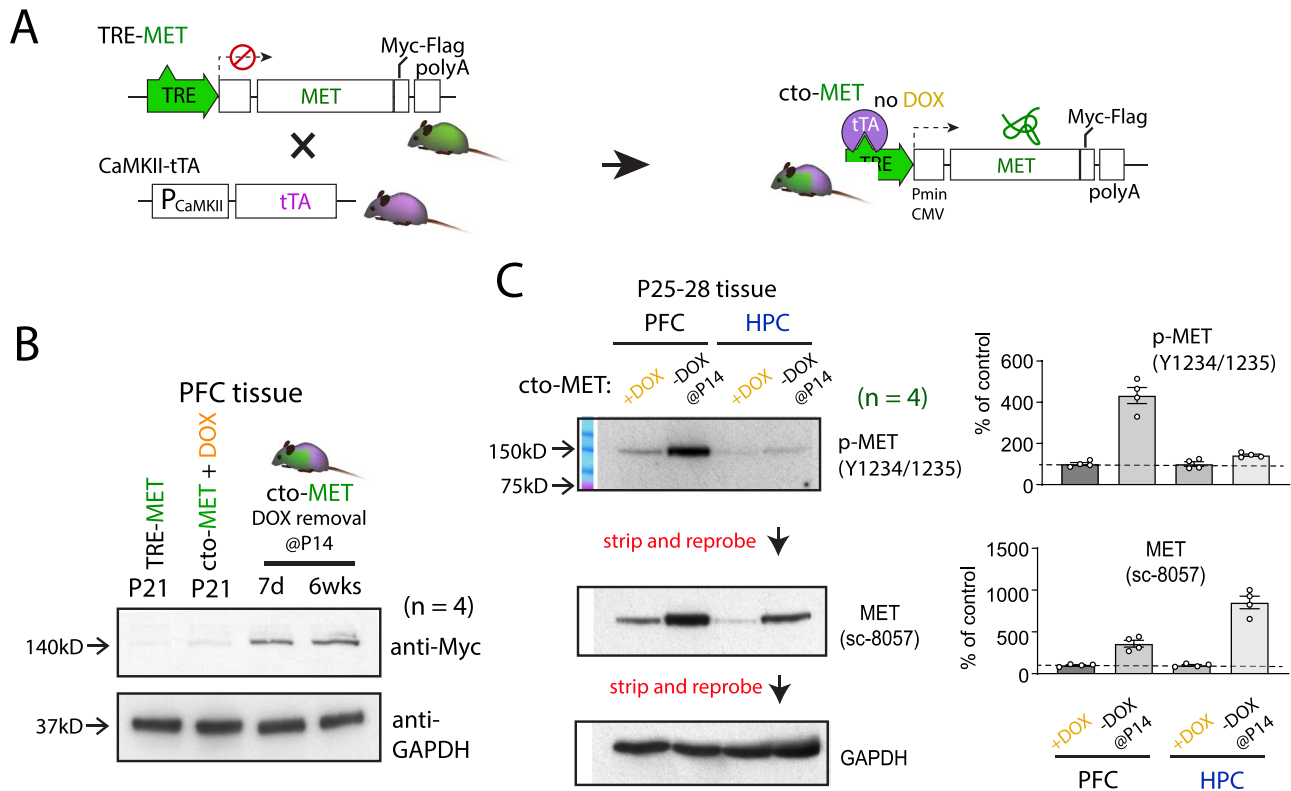 A
TRE-MET
Myc-Flag
polyA
TRE
MET
CaMKII-tTA
PCaMKII
tTA
cto-MET
no DOX
tTA
TRE
Myc-Flag
MET
polyA
Pmin
CMV
B
PFC tissue
TRE-MET
cto-MET + DOX
cto-MET
DOX removal
@P14
P21
P21
7d
6wks
(n = 4)
140kD
anti-Myc
37kD
anti-
GAPDH
C
P25-28 tissue
PFC
HPC
cto-MET:
+DOX
-DOX
@P14
+DOX
-DOX
@P14
(n = 4)
150kD
75kD
p-MET
(Y1234/1235)
strip and reprobe
MET
(sc-8057)
strip and reprobe
GAPDH
p-MET
(Y1234/1235)
% of control
600
400
200
0
MET
(sc-8057)
% of control
1500
1000
500
0
+DOX
-DOX
@P14
+DOX
-DOX
@P14
PFC
HPC